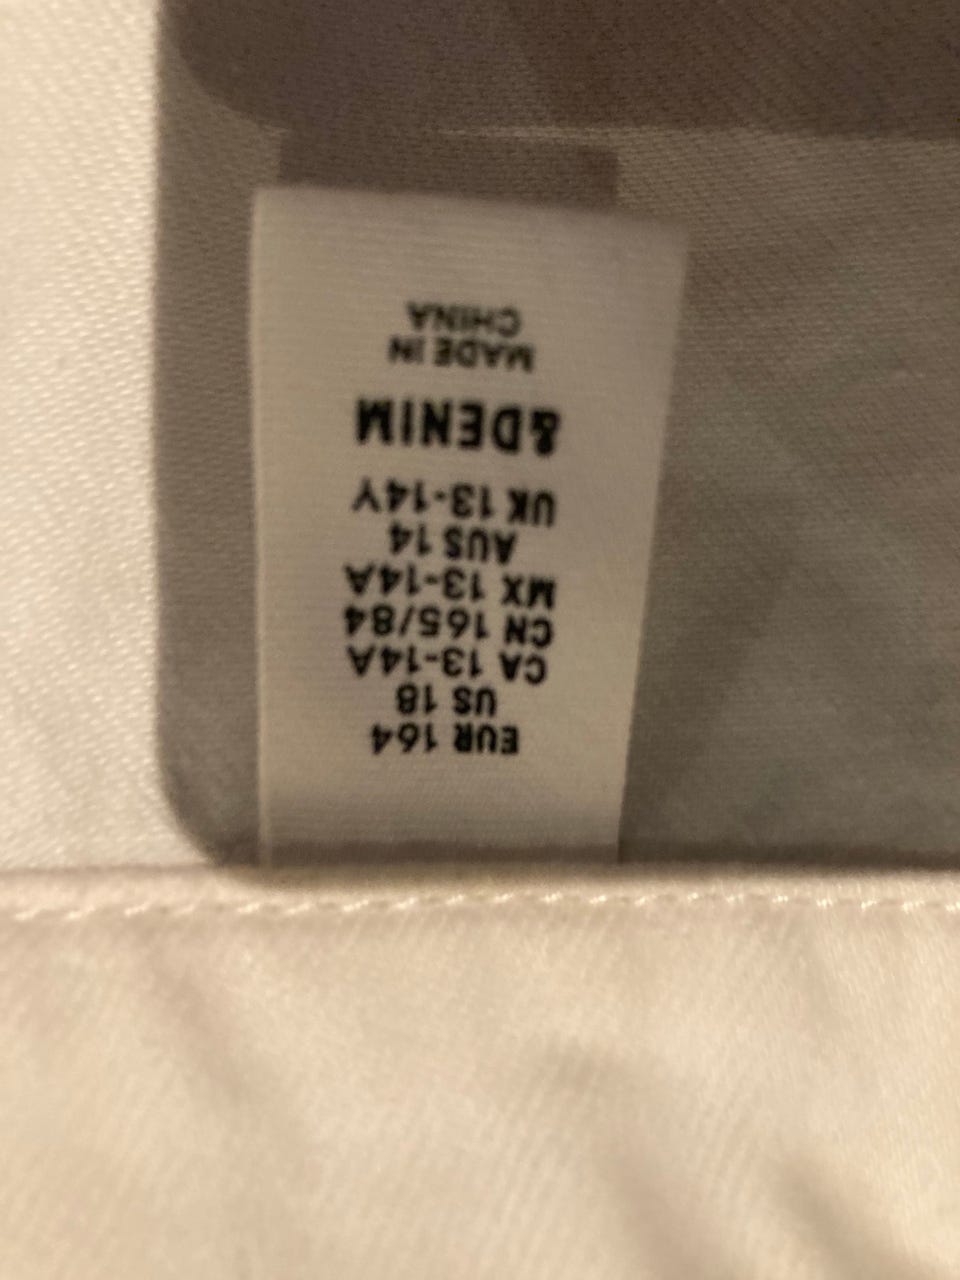 EUR 164
US 18
CA 13-14A
CN 165/84
MX 13-14A
AUS 14
UK 13-14Y
&DENIM
MADE IN
CHINA